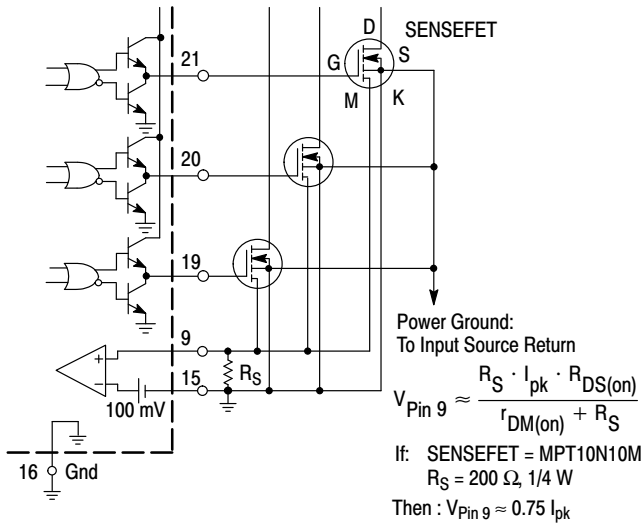 D
SENSEFET
21
G
S
M
K
20
19
9
R_S
15
100 mV
16
Gnd
Power Ground:
To Input Source Return
V_Pin 9 ≈ R_S · I_pk · R_DS(on) / r_DM(on) + R_S
If: SENSEFET = MPT10N10M
R_S = 200 Ω, 1/4 W
Then : V_Pin 9 ≈ 0.75 I_pk